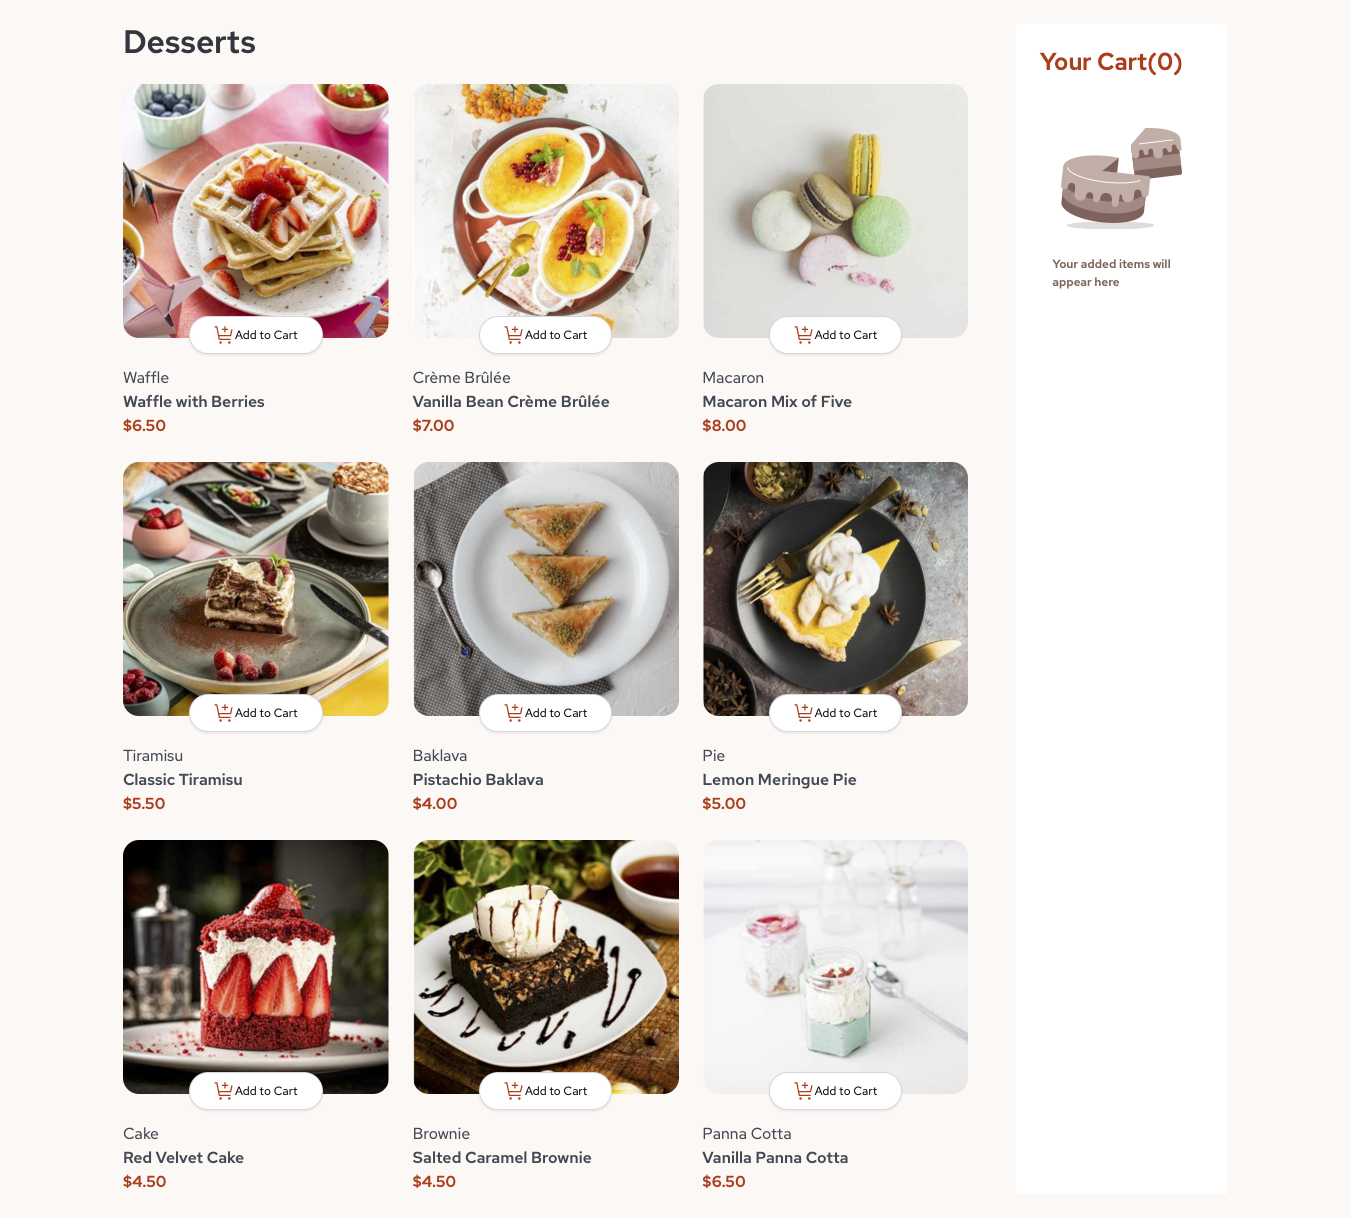 Desserts
Add to Cart
Waffle
Waffle with Berries
$6.50
Add to Cart
Crème Brûlée
Vanilla Bean Crème Brûlée
$7.00
Add to Cart
Macaron
Macaron Mix of Five
$8.00
Add to Cart
Tiramisu
Classic Tiramisu
$5.50
Add to Cart
Baklava
Pistachio Baklava
$4.00
Add to Cart
Pie
Lemon Meringue Pie
$5.00
Add to Cart
Cake
Red Velvet Cake
$4.50
Add to Cart
Brownie
Salted Caramel Brownie
$4.50
Add to Cart
Panna Cotta
Vanilla Panna Cotta
$6.50
Your Cart(0)
Your added items will
appear here